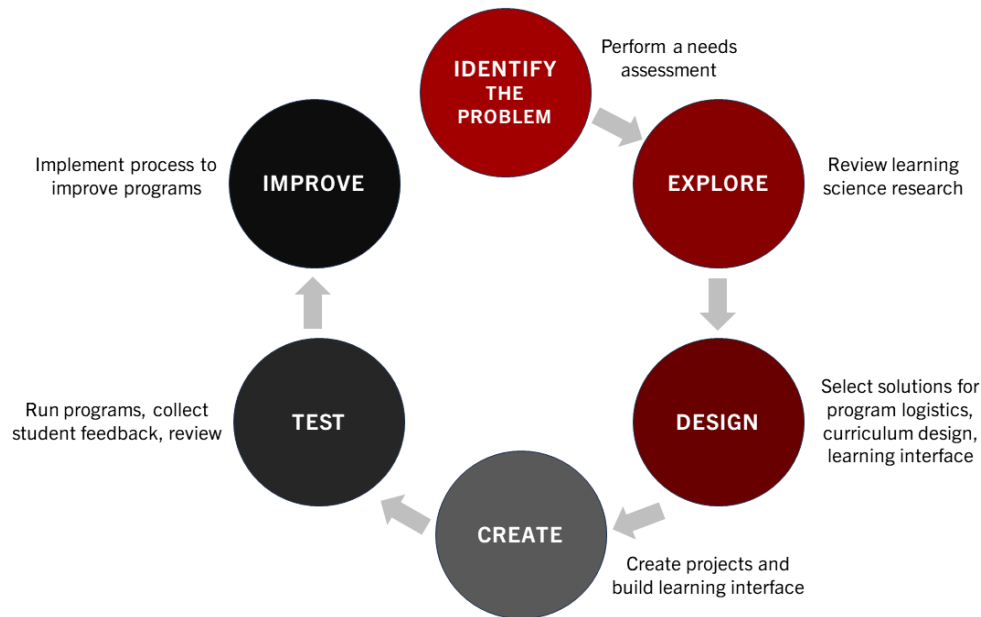 IDENTIFY
THE
PROBLEM
Perform a needs
assessment
EXPLORE
Review learning
science research
DESIGN
Select solutions for
program logistics,
curriculum design,
learning interface
CREATE
Create projects and
build learning interface
TEST
Run programs, collect
student feedback, review
IMPROVE
Implement process to
improve programs